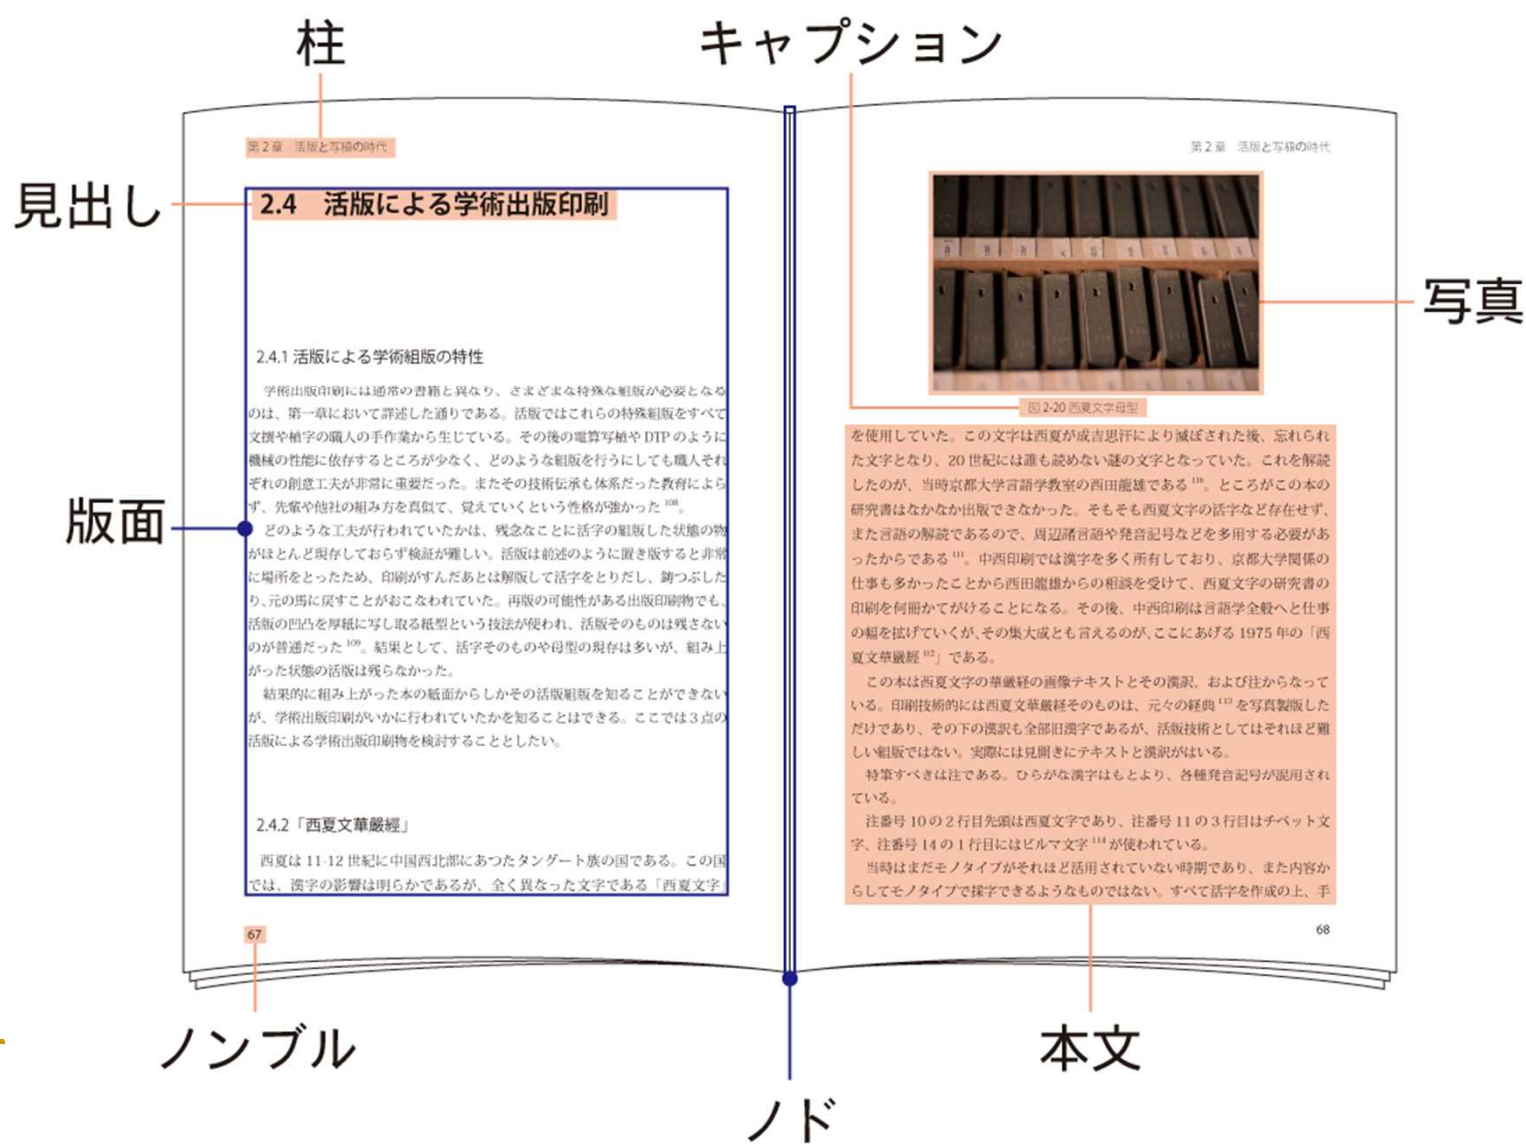 柱
キャプション
見出し
版面
ノンブル
ノド
本文
写真
第2章　活版と写植の時代
2.4　活版による学術出版印刷
2.4.1 活版による学術組版の特性
学術出版印刷には通常の書籍と異なり、さまざまな特殊な組版が必要となる
のは、第一章において詳述した通りである。活版ではこれらの特殊組版をすべて
文撰や植字の職人の手作業から生じている。その後の電算写植や DTP のように
機械の性能に依存するところが少なく、どのような組版を行うにしても職人それ
ぞれの創意工夫が非常に重要だった。またその技術伝承も体系だった教育によら
ず、先輩や他社の組み方を真似て、覚えていくという性格が強かった 108。
どのような工夫が行われていたかは、残念なことに活字の組版した状態の物
がほとんど現存しておらず検証が難しい。活版は前述のように置き版すると非常
に場所をとったため、印刷がすんだあとは解版して活字をとりだし、鋳つぶした
り、元の馬に戻すことがおこなわれていた。再版の可能性がある出版印刷物でも、
活版の凹凸を厚紙に写し取る紙型という技法が使われ、活版そのものは残さない
のが普通だった 109。結果として、活字そのものや母型の現存は多いが、組み上
がった状態の活版は残らなかった。
結果的に組み上がった本の紙面からしかその活版組版を知ることができない
が、学術出版印刷がいかに行われていたかを知ることはできる。ここでは3点の
活版による学術出版印刷物を検討することとしたい。
2.4.2「西夏文華厳經」
西夏は 11-12 世紀に中国西北部にあつたタングート族の国である。この国
では、漢字の影響は明らかであるが、全く異なった文字である「西夏文字」
67
第2章　活版と写植の時代
図 2-20 西夏文字母型
を使用していた。この文字は西夏が成吉思汗により滅ぼされた後、忘れられ
た文字となり、20 世紀には誰も読めない謎の文字となっていた。これを解読
したのが、当時京都大学言語学教室の西田龍雄である 110。ところがこの本の
研究書はなかなか出版できなかった。そもそも西夏文字の活字など存在せず、
また言語の解読であるので、周辺諸言語や発音記号などを多用する必要があ
ったからである 111。中西印刷では漢字を多く所有しており、京都大学関係の
仕事も多かったことから西田龍雄からの相談を受けて、西夏文字の研究書の
印刷を何冊かてがけることになる。その後、中西印刷は言語学全般へと仕事
の幅を拡げていくが、その集大成とも言えるのが、ここにあげる 1975 年の「西
夏文華厳經 112」である。
この本は西夏文字の華厳経の画像テキストとその漢訳、および注からなって
いる。印刷技術的には西夏文華厳経そのものは、元々の経典 113 を写真製版した
だけであり、その下の漢訳も全部旧漢字であるが、活版技術としてはそれほど難
しい組版ではない。実際には見開きにテキストと漢訳がはいる。
特筆すべきは注である。ひらがな漢字はもとより、各種発音記号が混用され
ている。
注番号 10 の 2 行目先頭は西夏文字であり、注番号 11 の 3 行目はチベット文
字、注番号 14 の 1 行目にはビルマ文字 114 が使われている。
当時はまだモノタイプがそれほど活用されていない時期であり、また内容か
らしてモノタイプで採字できるようなものではない。すべて活字を作成の上、手
68